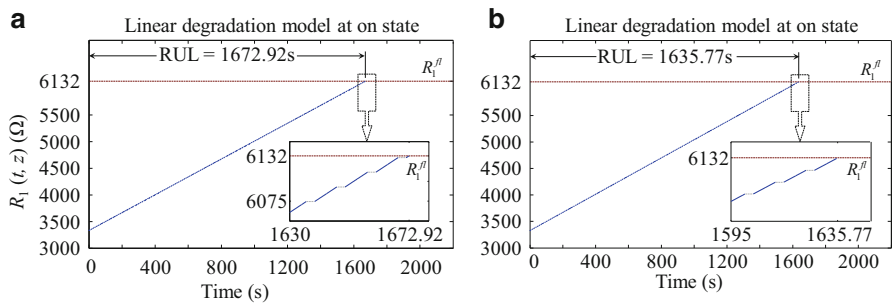 a
Linear degradation model at on state
RUL = 1672.92s
R₁ᶠˡ
R₁ (t, z) (Ω)
6132
5500
5000
4500
4000
3500
3000
6132
6075
R₁ᶠˡ
1630 1672.92
0 400 800 1200 1600 2000
Time (s)
b
Linear degradation model at on state
RUL = 1635.77s
R₁ᶠˡ
6132
5500
5000
4500
4000
3500
3000
6132
R₁ᶠˡ
1595 1635.77
0 400 800 1200 1600 2000
Time (s)